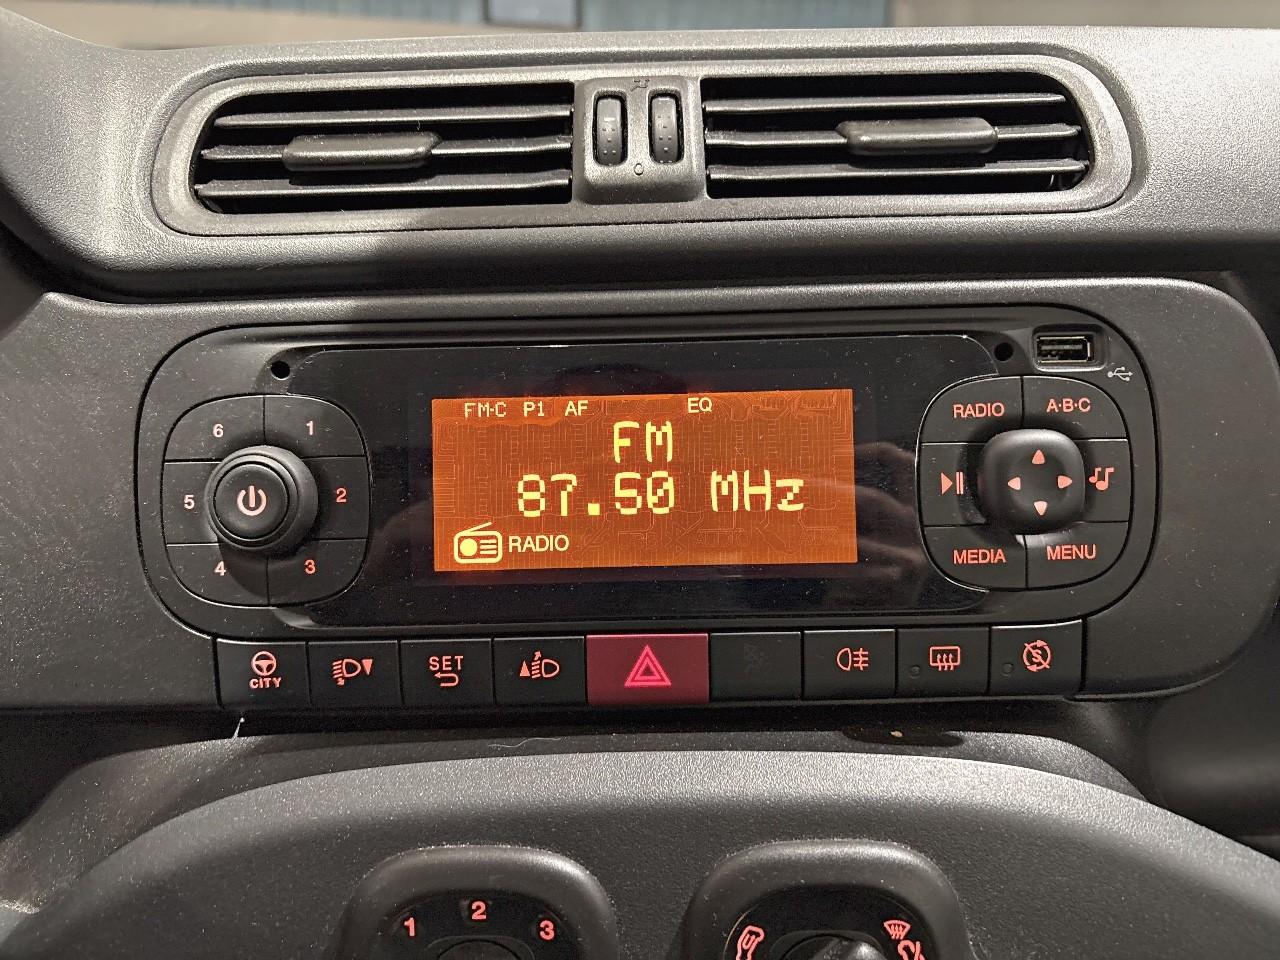 FM-C P1 AF EQ
FM
87.50 MHz
RADIO
6 1
5 2
4 3
RADIO A·B·C
MEDIA MENU
CITY
SET
1 2 3